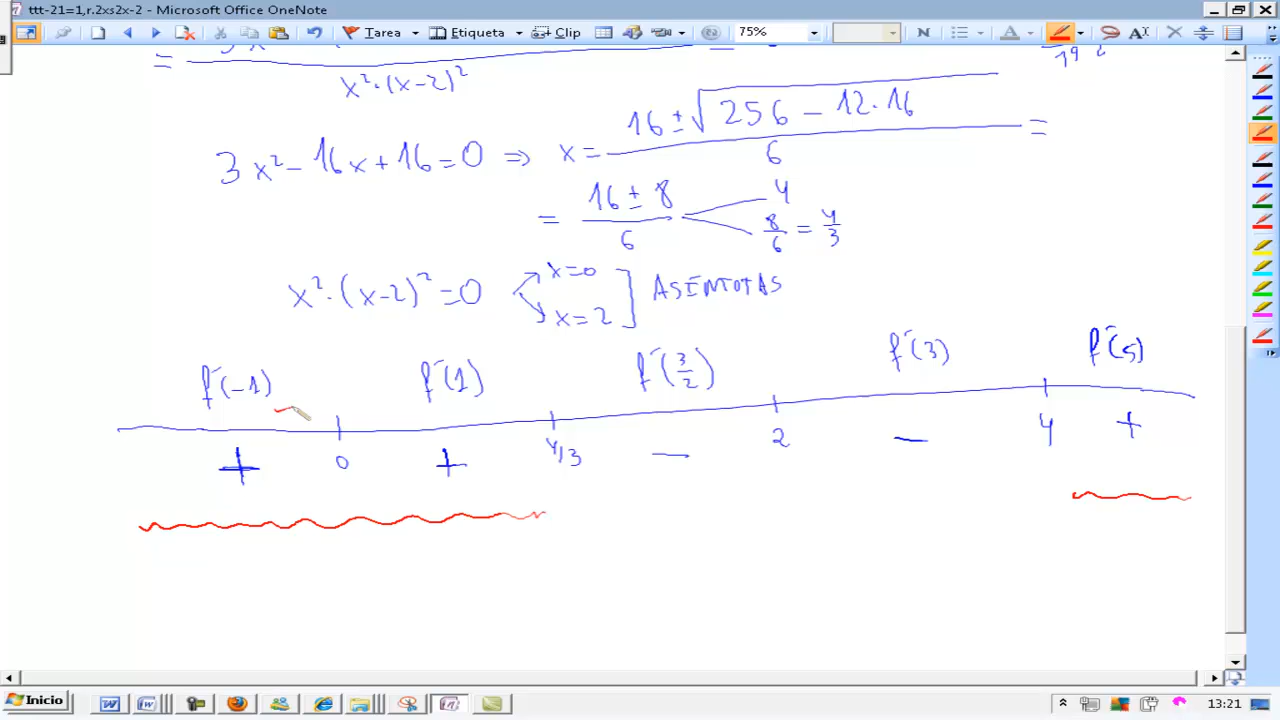 ttt-21=1,r.2xs2x-2 - Microsoft Office OneNote
Tarea Etiqueta Clip 75% N A
=
x²·(x-2)²
3x²-16x+16=0 ⇒ x= 16±√256-12·16 / 6 =
= 16±8 / 6 4
8/6 = 4/3
x²·(x-2)²=0 x=0
x=2 ] ASINTOTAS
f'(-1) f'(1) f'(3/2) f'(3) f'(5)
0 4/3 2 4
+ + - - +
Inicio 13:21